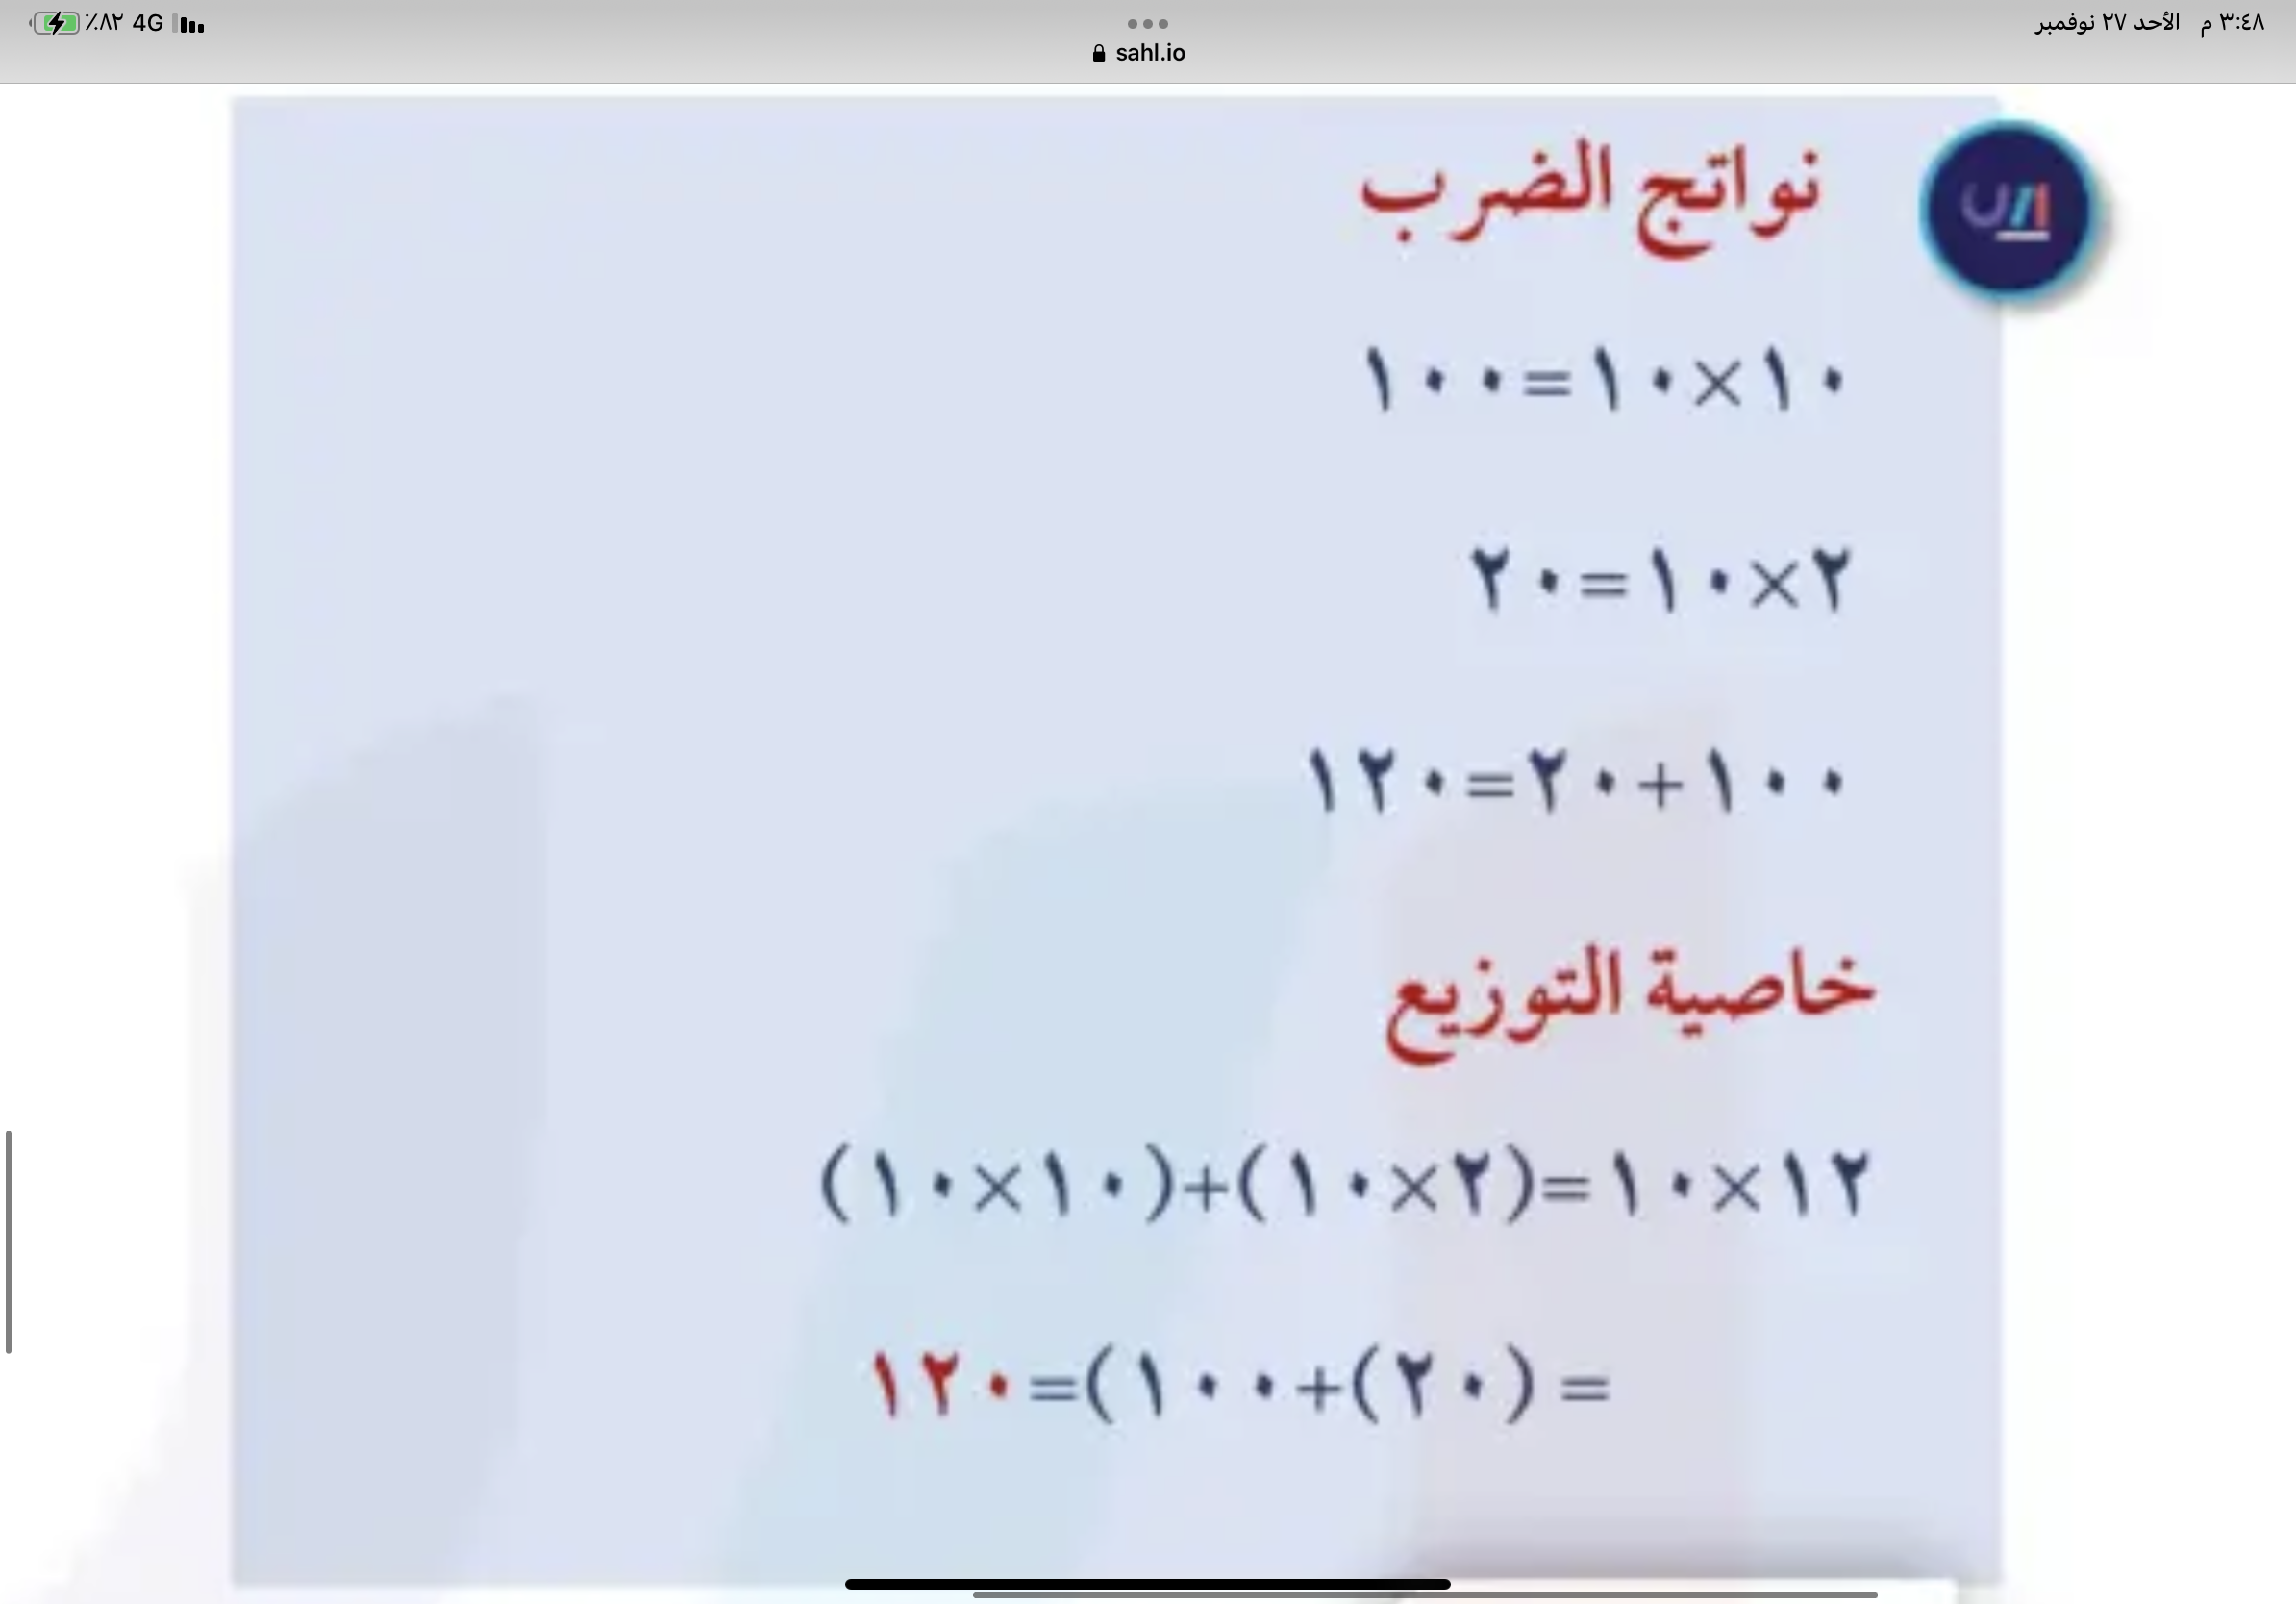 ٣:٤٨ م الأحد ٢٧ نوفمبر
٪٨٢ 4G
sahl.io
نواتج الضرب
١٠×١٠=١٠٠
٢×١٠=٢٠
١٠٠+٢٠=١٢٠
خاصية التوزيع
١٢×١٠=(٢×١٠)+(١٠×١٠)
= (٢٠)+١٠٠)=١٢٠